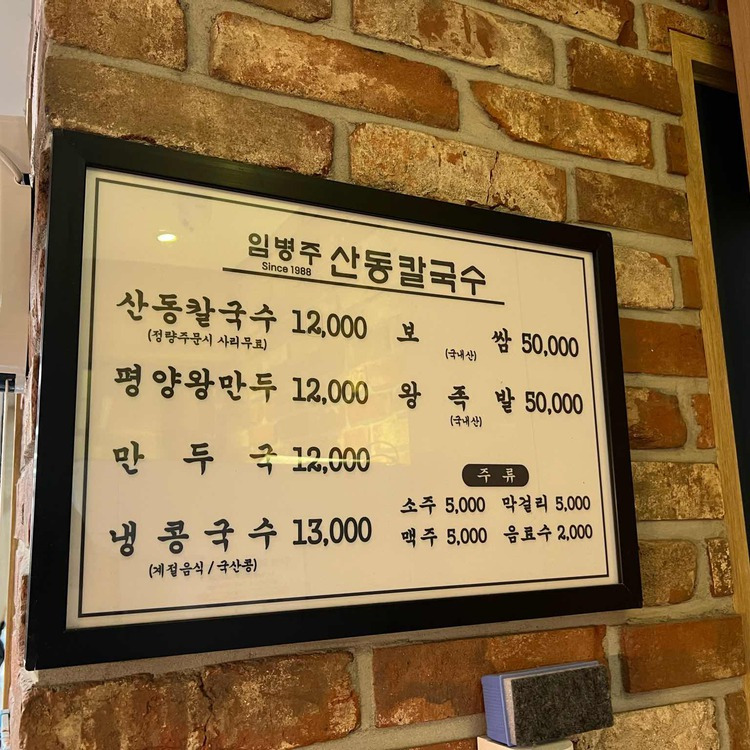 임병주 산동칼국수
Since 1988
산동칼국수 12,000
(정량주문시 사리무료)
평양왕만두 12,000
만두국 12,000
냉콩국수 13,000
(계절음식 / 국산콩)
보쌈 50,000
(국내산)
왕족발 50,000
(국내산)
주류
소주 5,000 막걸리 5,000
맥주 5,000 음료수 2,000